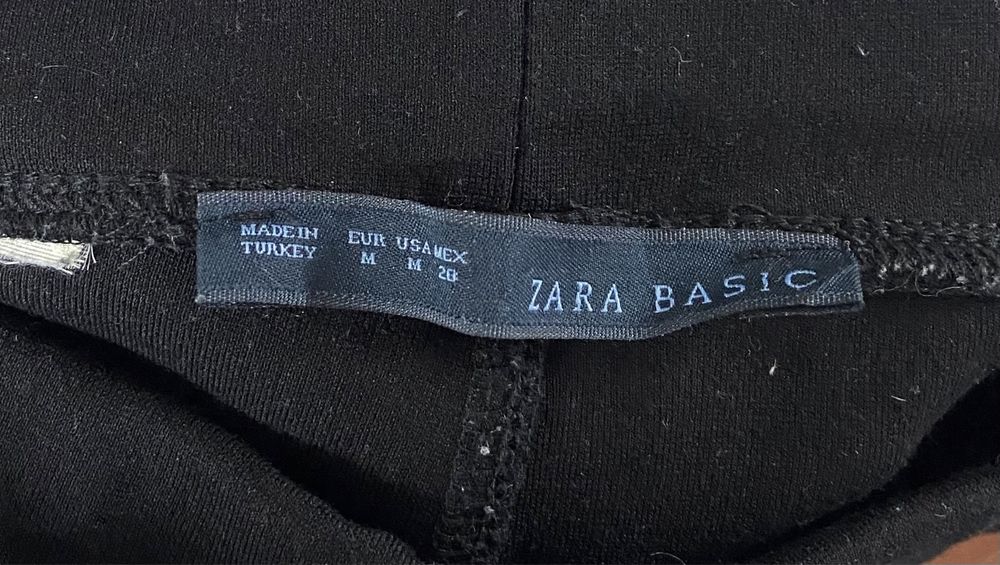 MADE IN
TURKEY
EUR USA MEX
M M 28
ZARA BASIC